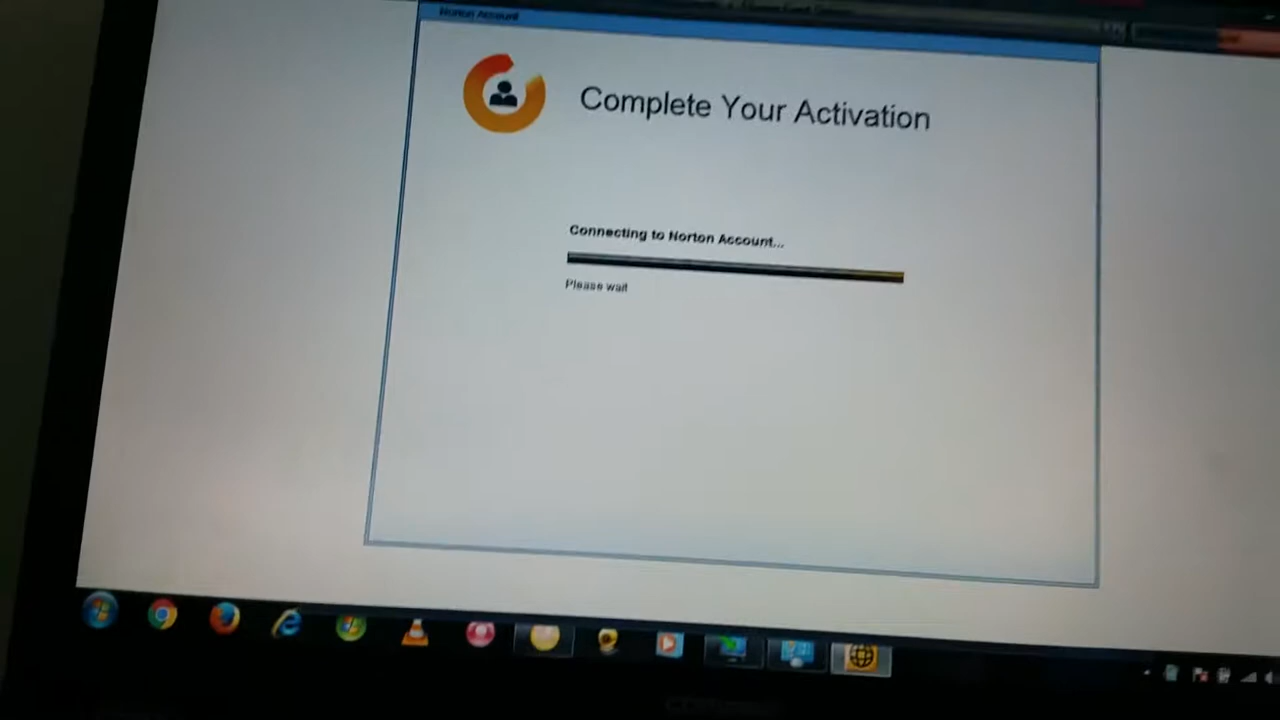 Norton Account
Complete Your Activation
Connecting to Norton Account...
Please wait